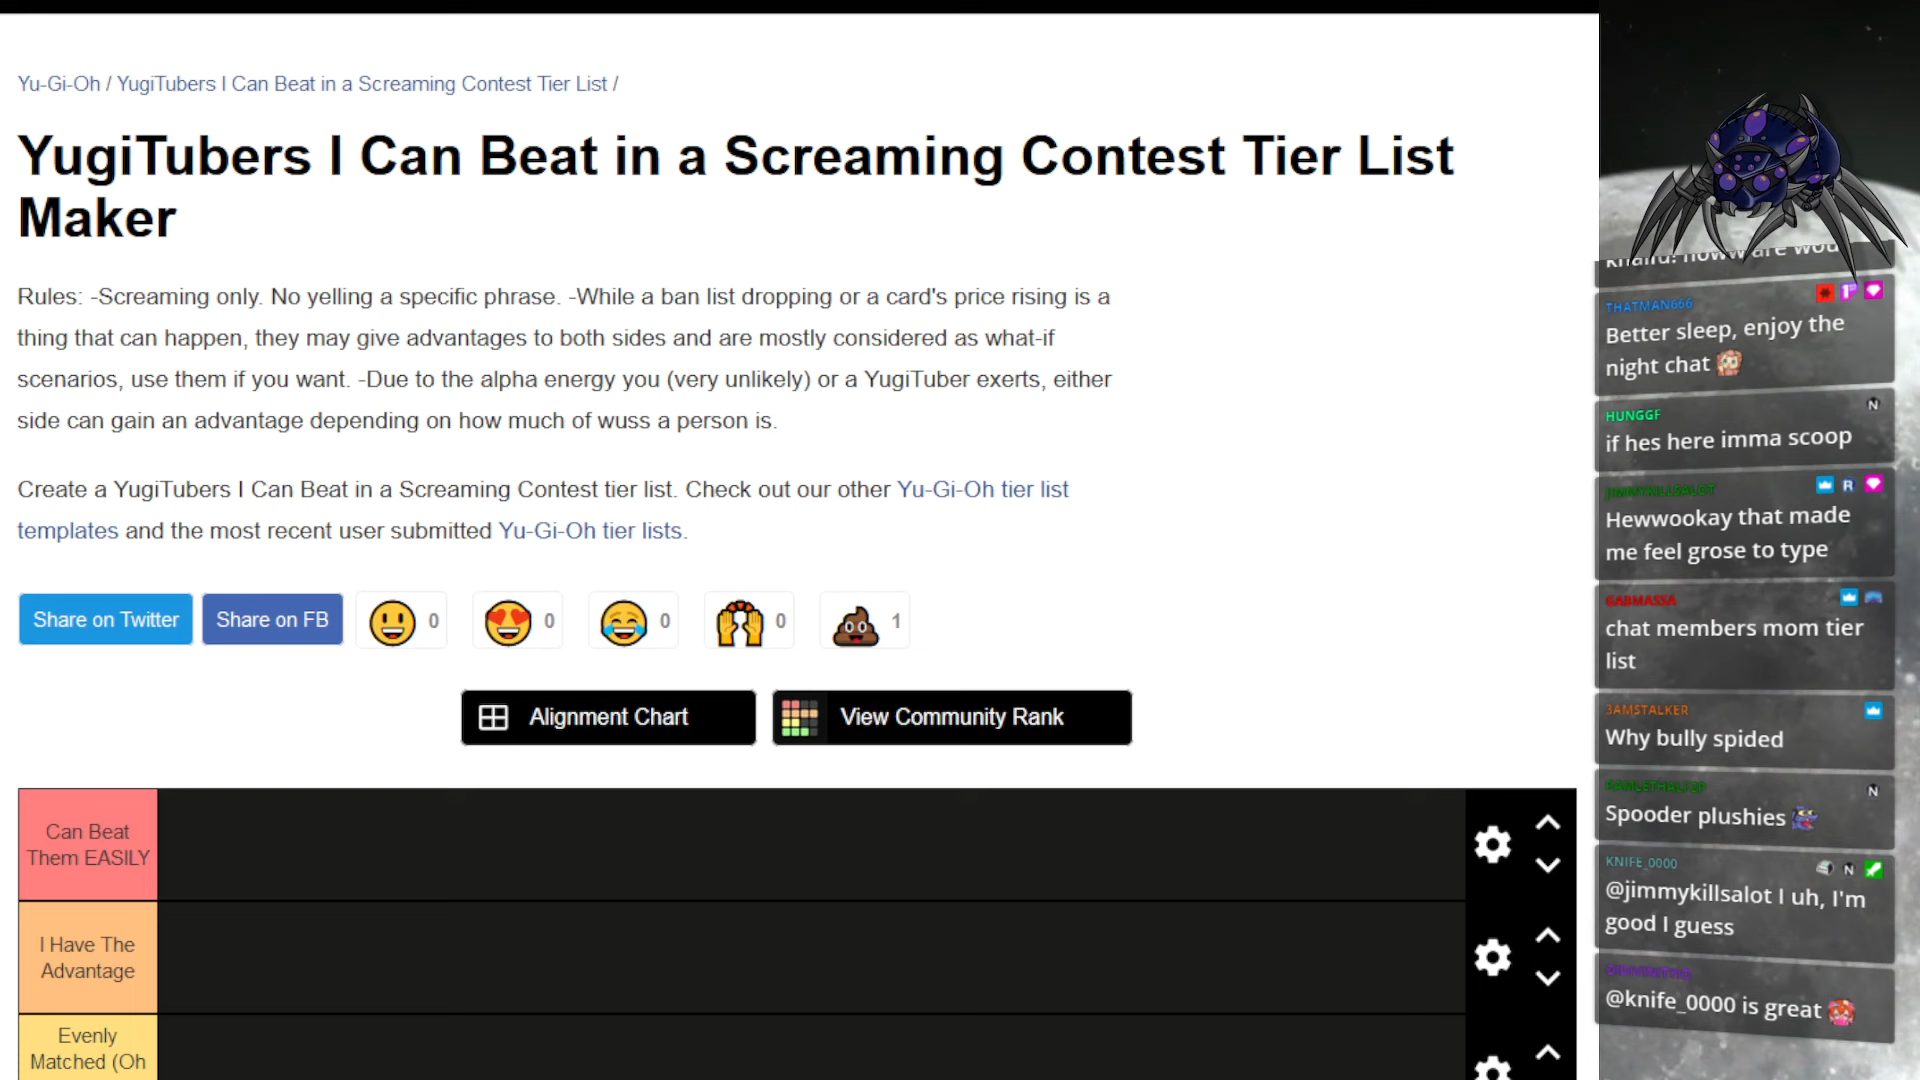 Yu-Gi-Oh / YugiTubers I Can Beat in a Screaming Contest Tier List /
YugiTubers I Can Beat in a Screaming Contest Tier List
Maker
Rules: -Screaming only. No yelling a specific phrase. -While a ban list dropping or a card's price rising is a
thing that can happen, they may give advantages to both sides and are mostly considered as what-if
scenarios, use them if you want. -Due to the alpha energy you (very unlikely) or a YugiTuber exerts, either
side can gain an advantage depending on how much of wuss a person is.
Create a YugiTubers I Can Beat in a Screaming Contest tier list. Check out our other Yu-Gi-Oh tier list
templates and the most recent user submitted Yu-Gi-Oh tier lists.
Share on Twitter
Share on FB
0
0
0
0
1
Alignment Chart
View Community Rank
Can Beat
Them EASILY
I Have The
Advantage
Evenly
Matched (Oh
THATMAN666
Better sleep, enjoy the
night chat
HUNGGF
N
if hes here imma scoop
JIMMYKILLSALOT
R
Hewwookay that made
me feel grose to type
GABMASSA
chat members mom tier
list
3AMSTALKER
Why bully spided
N
Spooder plushies
KNIFE_0000
N
@jimmykillsalot I uh, I'm
good I guess
@knife_0000 is great